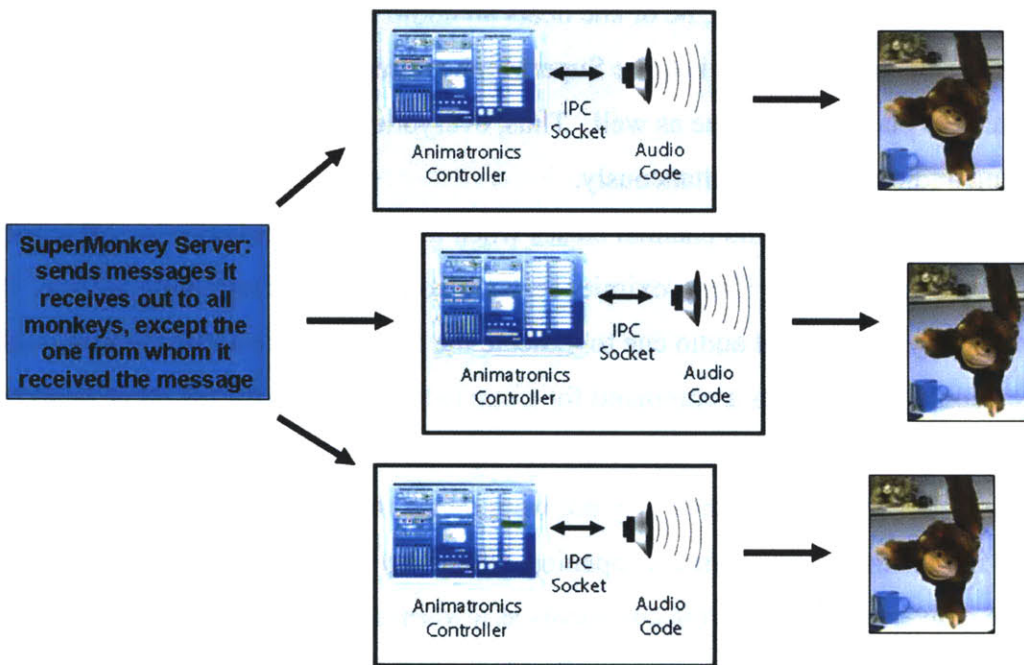 SuperMonkey Server:
sends messages it
receives out to all
monkeys, except the
one from whom it
received the message
IPC
Socket
Animatronics
Controller
Audio
Code
IPC
Socket
Animatronics
Controller
Audio
Code
IPC
Socket
Animatronics
Controller
Audio
Code